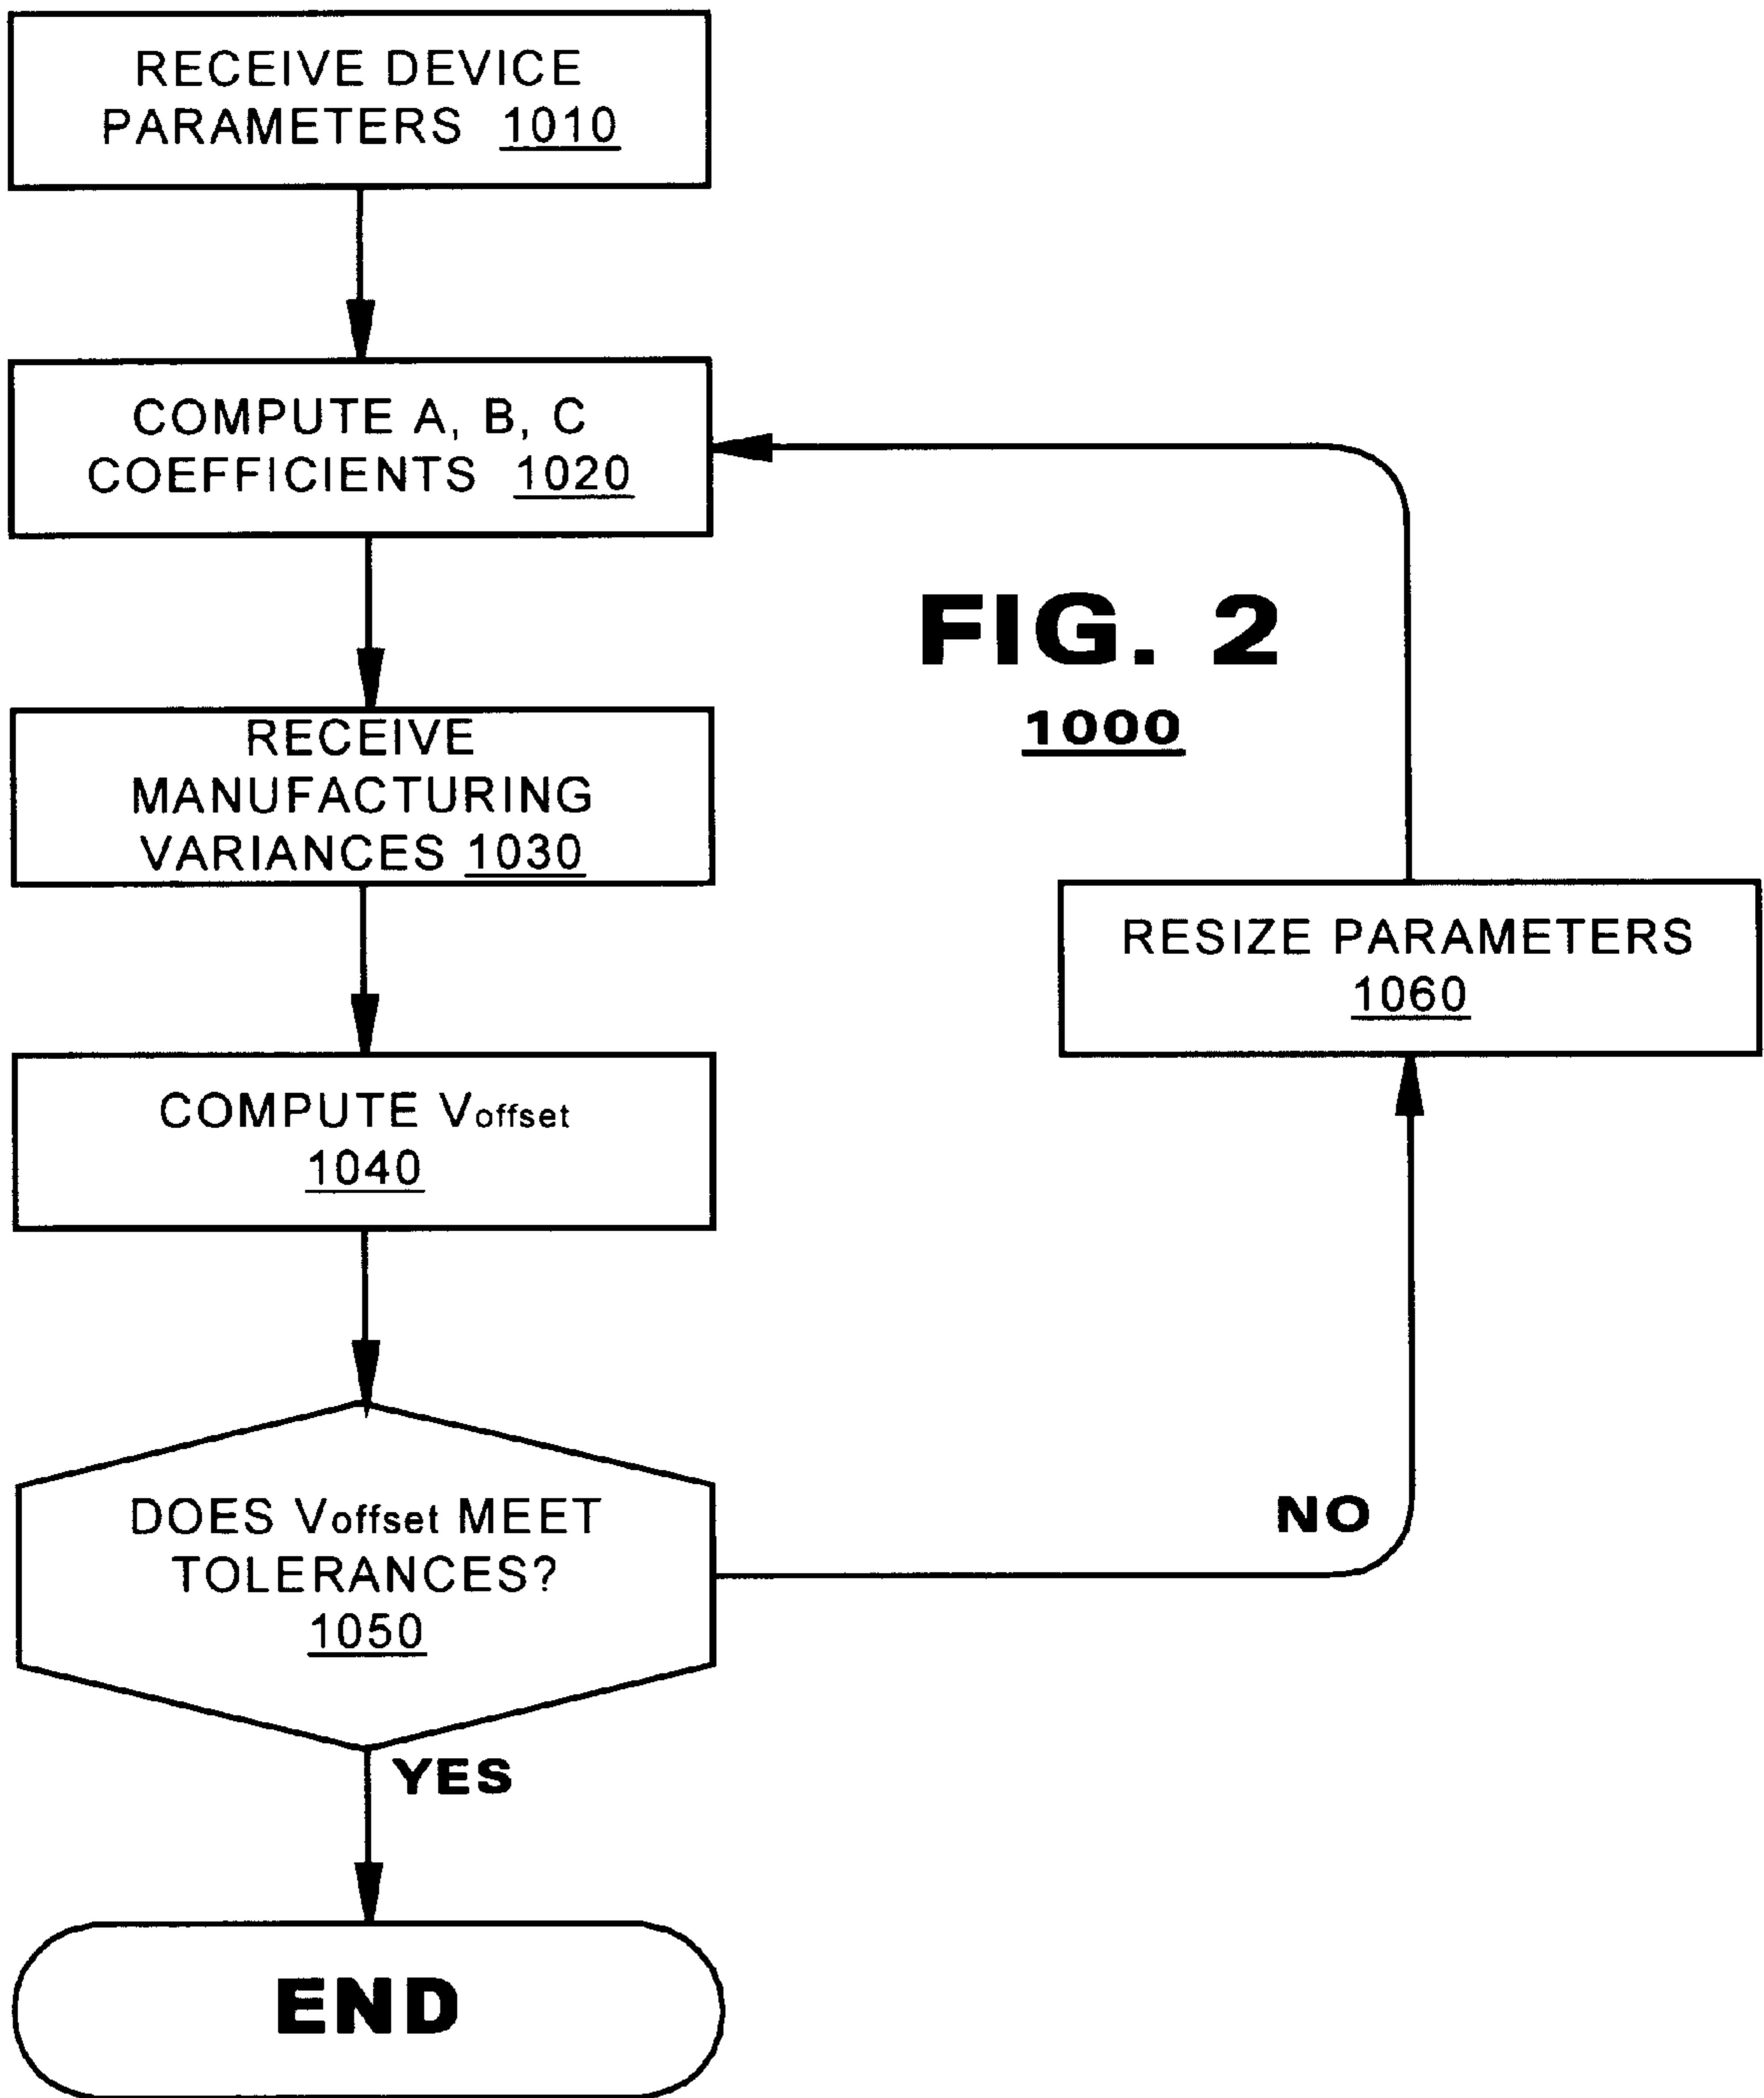 RECEIVE DEVICE
PARAMETERS 1010
COMPUTE A, B, C
COEFFICIENTS 1020
FIG. 2
1000
RECEIVE
MANUFACTURING
VARIANCES 1030
RESIZE PARAMETERS
1060
COMPUTE Voffset
1040
DOES Voffset MEET
TOLERANCES?
1050
NO
YES
END